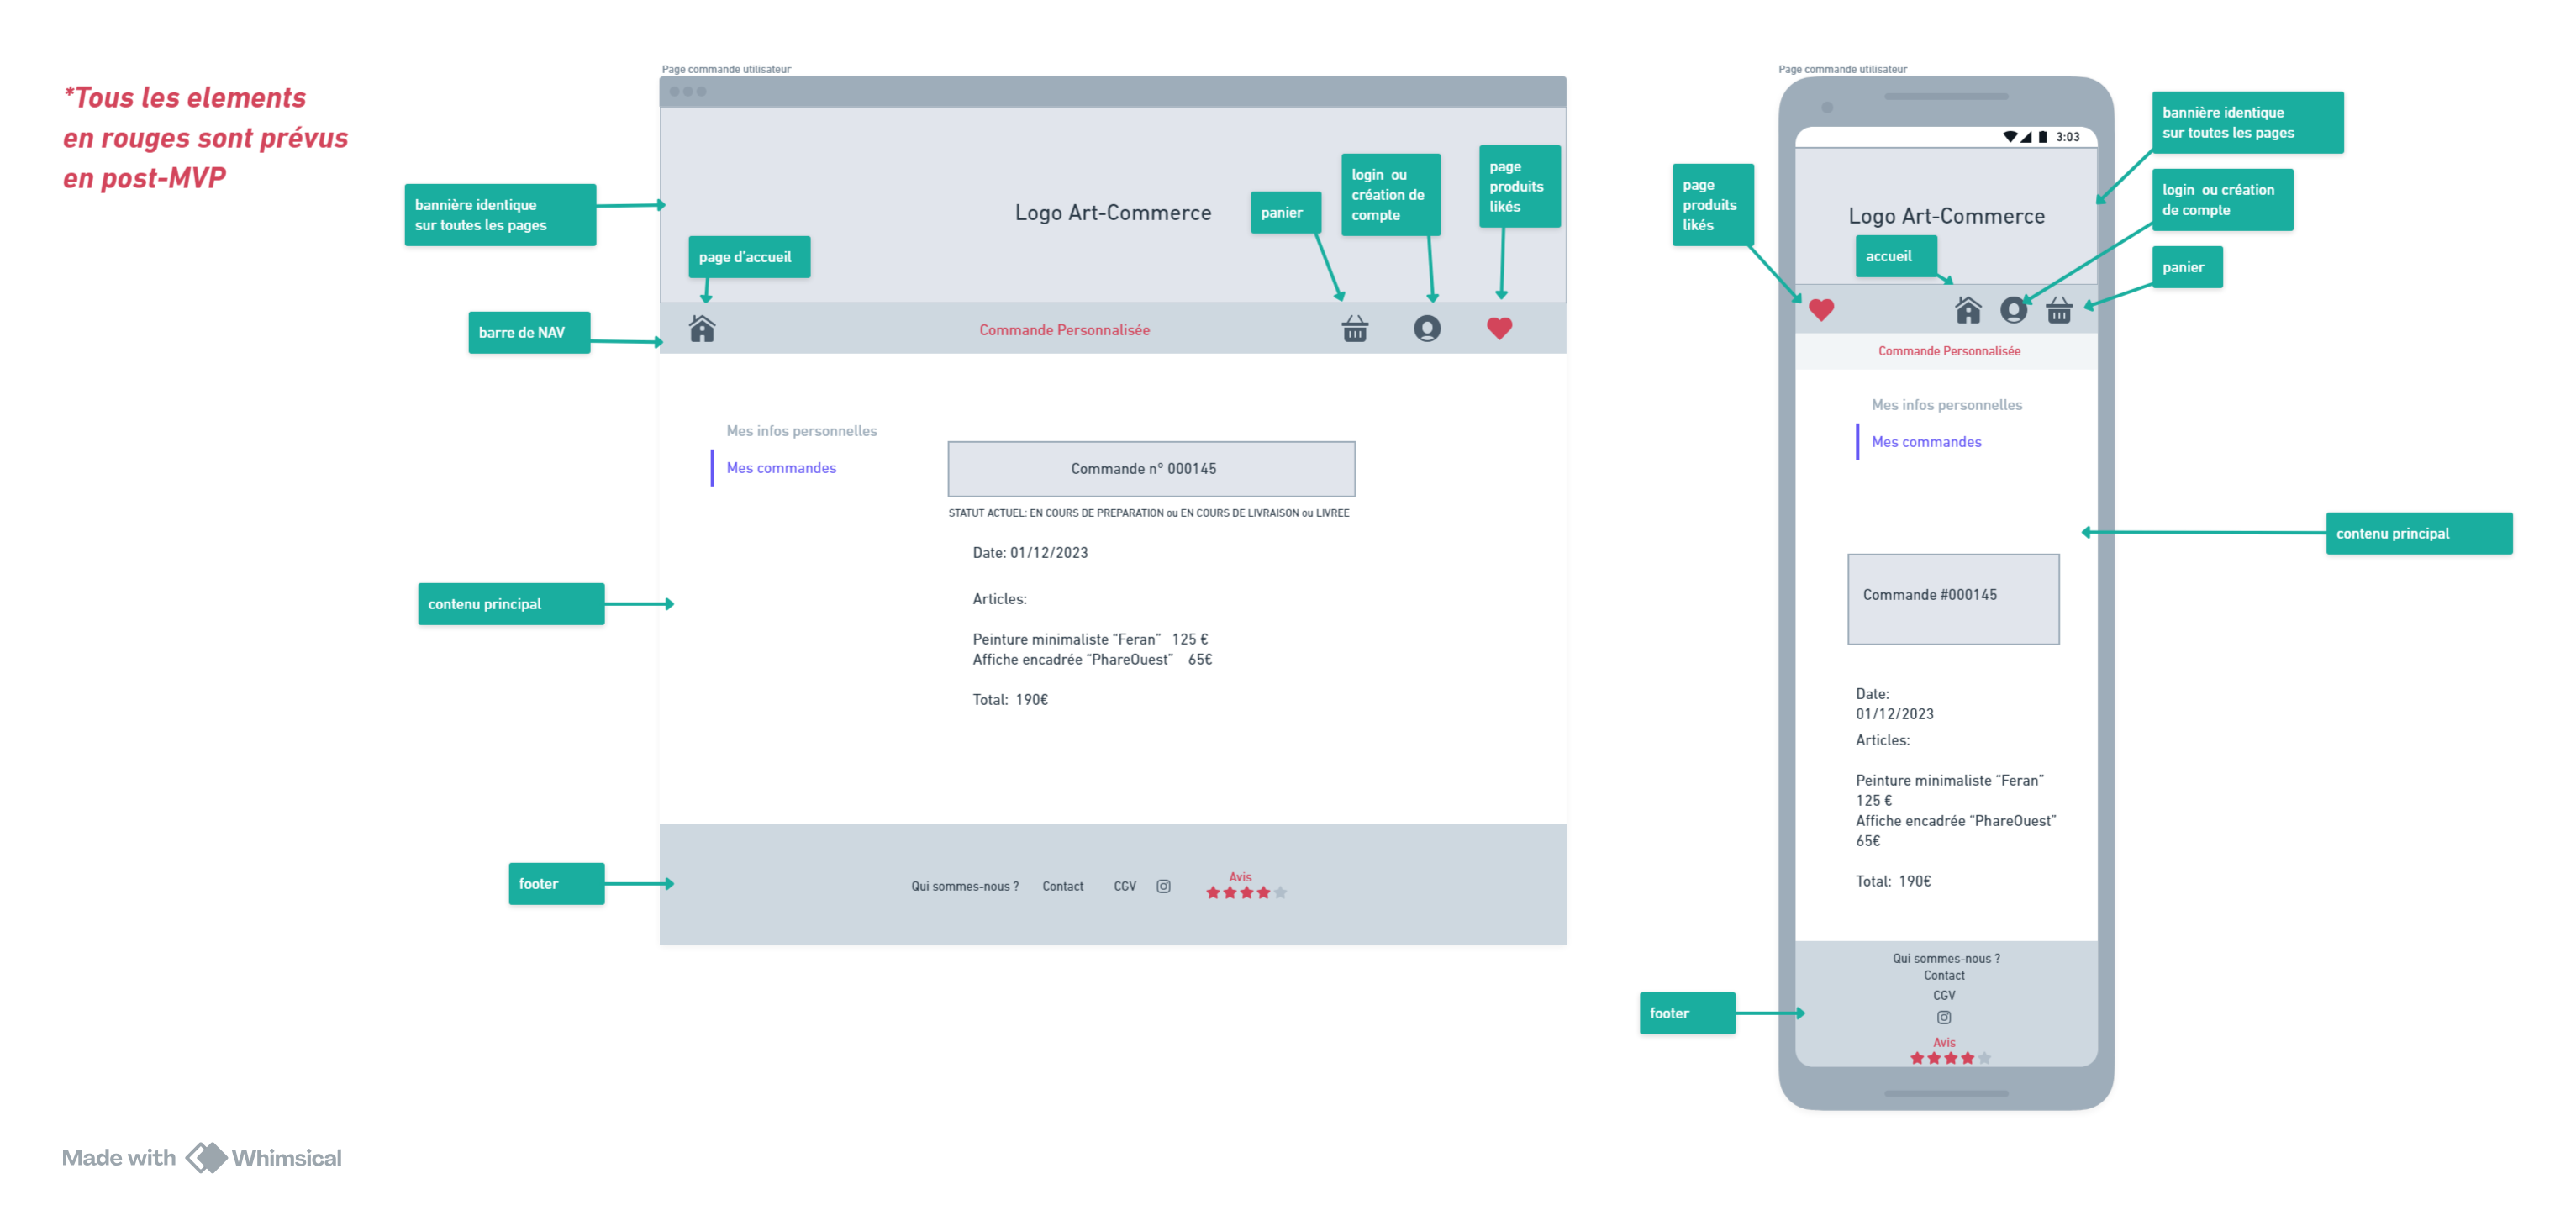 *Tous les elements
en rouges sont prévus
en post-MVP
Page commande utilisateur
bannière identique
sur toutes les pages
Logo Art-Commerce
panier
login ou
création de
compte
page
produits
likés
page d'accueil
barre de NAV
Commande Personnalisée
Mes infos personnelles
Mes commandes
Commande n° 000145
STATUT ACTUEL: EN COURS DE PREPARATION ou EN COURS DE LIVRAISON ou LIVREE
Date: 01/12/2023
contenu principal
Articles:
Peinture minimaliste “Feran” 125 €
Affiche encadrée “PhareOuest” 65€
Total: 190€
footer
Qui sommes-nous ? Contact CGV
Avis
Page commande utilisateur
3:03
bannière identique
sur toutes les pages
page
produits
likés
Logo Art-Commerce
login ou création
de compte
accueil
panier
Commande Personnalisée
Mes infos personnelles
Mes commandes
contenu principal
Commande #000145
Date:
01/12/2023
Articles:
Peinture minimaliste “Feran”
125 €
Affiche encadrée “PhareOuest”
65€
Total: 190€
footer
Qui sommes-nous ?
Contact
CGV
Avis
Made with Whimsical